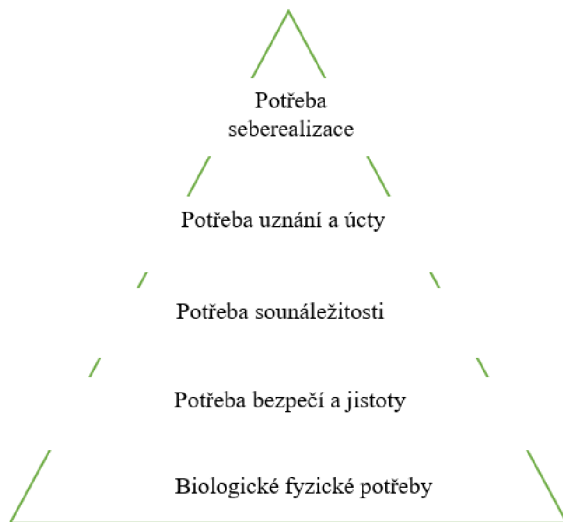 Potřeba
seberealizace
Potřeba uznání a úcty
Potřeba sounáležitosti
Potřeba bezpečí a jistoty
Biologické fyzické potřeby